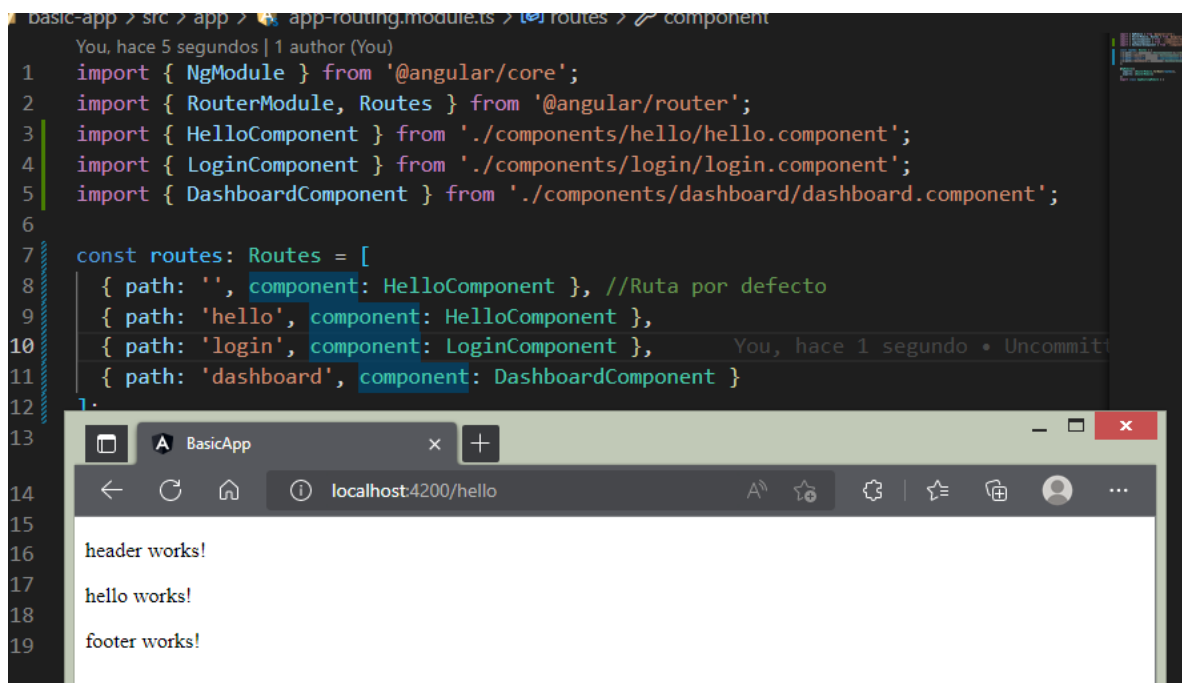 basic-app > src > app > app-routing.module.ts > routes > component
You, hace 5 segundos | 1 author (You)
1 import { NgModule } from '@angular/core';
2 import { RouterModule, Routes } from '@angular/router';
3 import { HelloComponent } from './components/hello/hello.component';
4 import { LoginComponent } from './components/login/login.component';
5 import { DashboardComponent } from './components/dashboard/dashboard.component';
6
7 const routes: Routes = [
8 { path: '', component: HelloComponent }, //Ruta por defecto
9 { path: 'hello', component: HelloComponent },
10 { path: 'login', component: LoginComponent }, You, hace 1 segundo • Uncommitt
11 { path: 'dashboard', component: DashboardComponent }
12 ];
13
BasicApp
14
localhost:4200/hello
15
16
header works!
17
hello works!
18
19
footer works!